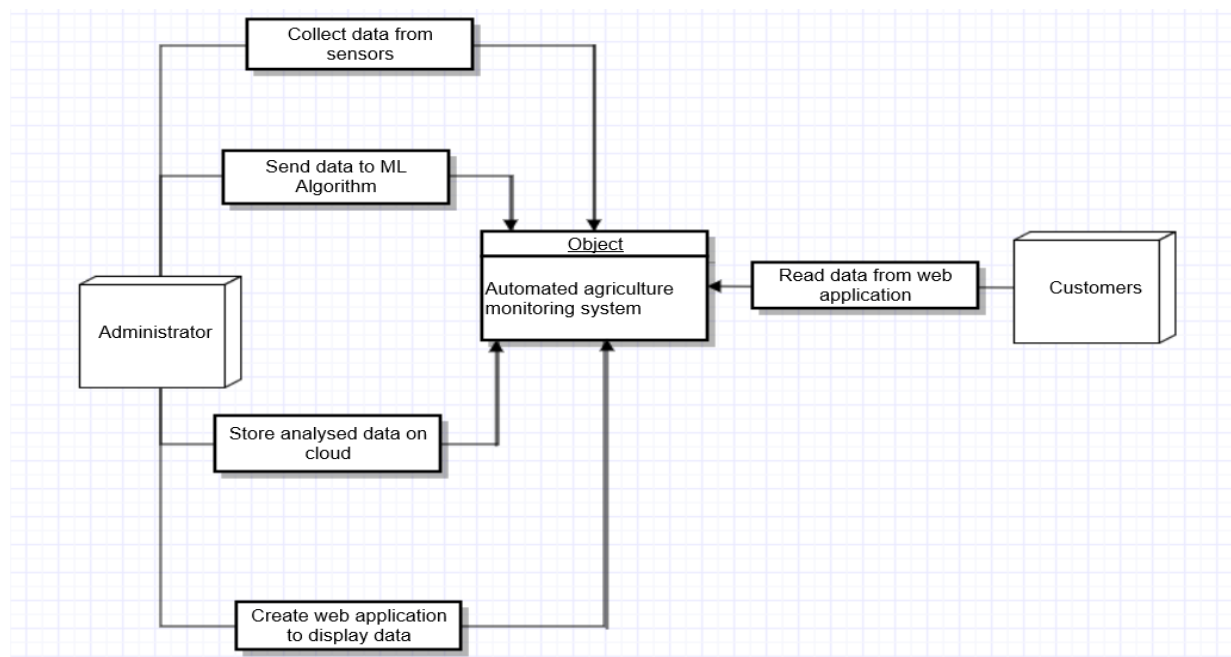 Collect data from
sensors
Send data to ML
Algorithm
Object
Automated agriculture
monitoring system
Read data from web
application
Customers
Administrator
Store analysed data on
cloud
Create web application
to display data